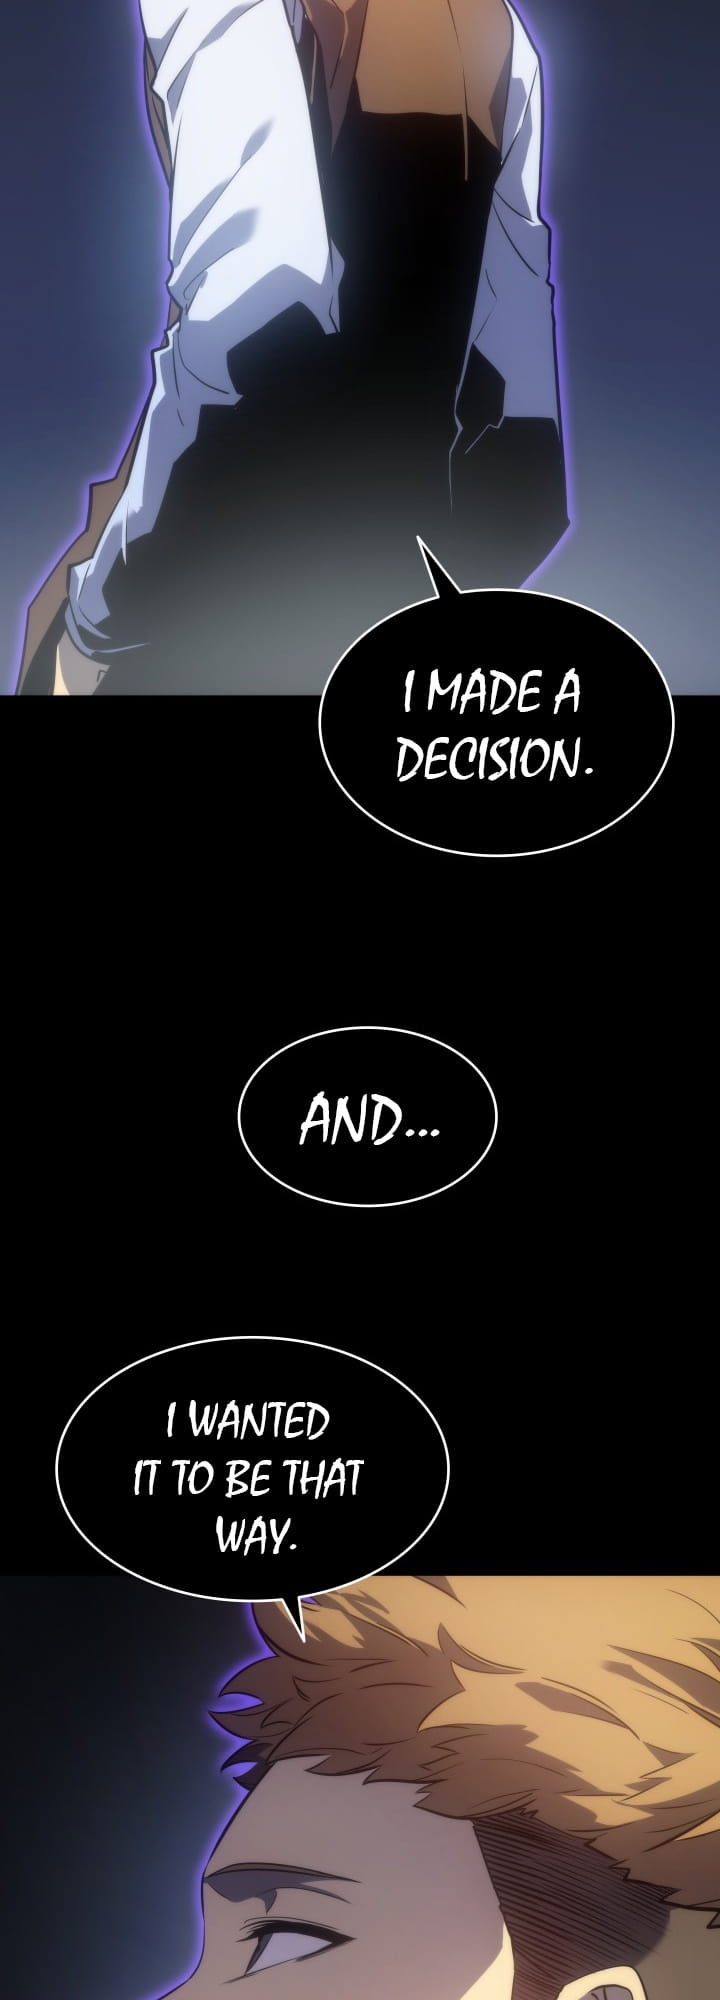 I MADE A
DECISION.
AND...
I WANTED
IT TO BE THAT
WAY.